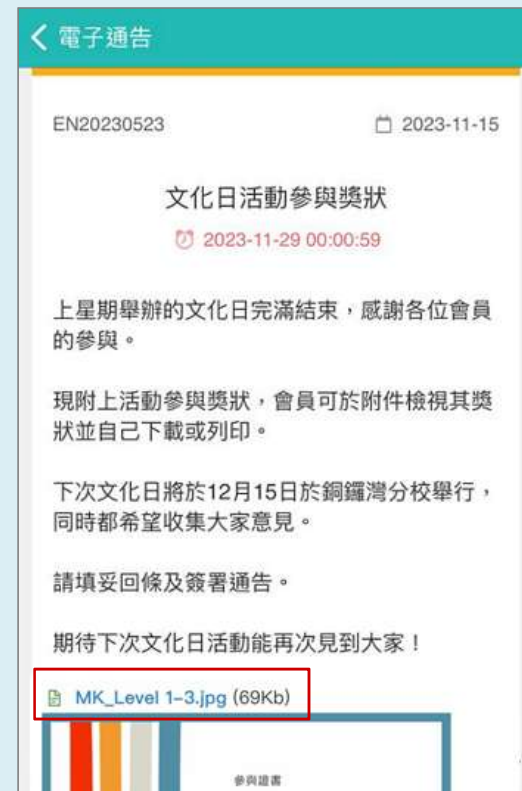 電子通告
EN20230523
2023-11-15
文化日活動參與獎狀
2023-11-29 00:00:59
上星期舉辦的文化日完滿結束，感謝各位會員
的參與。
現附上活動參與獎狀，會員可於附件檢視其獎
狀並自己下載或列印。
下次文化日將於12月15日於銅鑼灣分校舉行，
同時都希望收集大家意見。
請填妥回條及簽署通告。
期待下次文化日活動能再次見到大家！
MK_Level 1-3.jpg (69Kb)
參與證書